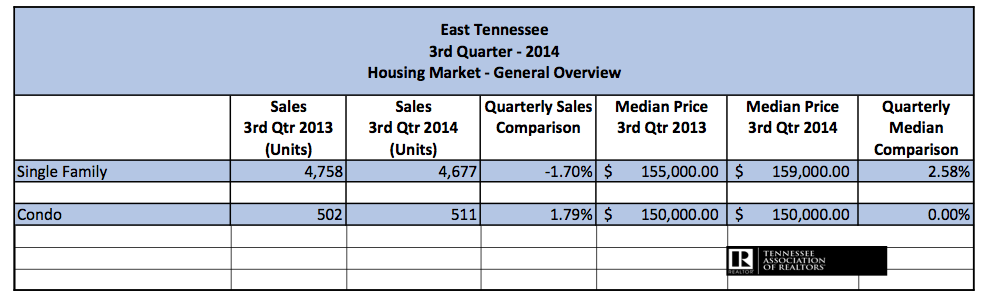 East Tennessee
3rd Quarter - 2014
Housing Market - General Overview
Sales 3rd Qtr 2013 (Units) Sales 3rd Qtr 2014 (Units) Quarterly Sales Comparison Median Price 3rd Qtr 2013 Median Price 3rd Qtr 2014 Quarterly Median Comparison
Single Family 4,758 4,677 -1.70% $ 155,000.00 $ 159,000.00 2.58%
Condo 502 511 1.79% $ 150,000.00 $ 150,000.00 0.00%
R
REALTOR
TENNESSEE
ASSOCIATION
OF REALTORS